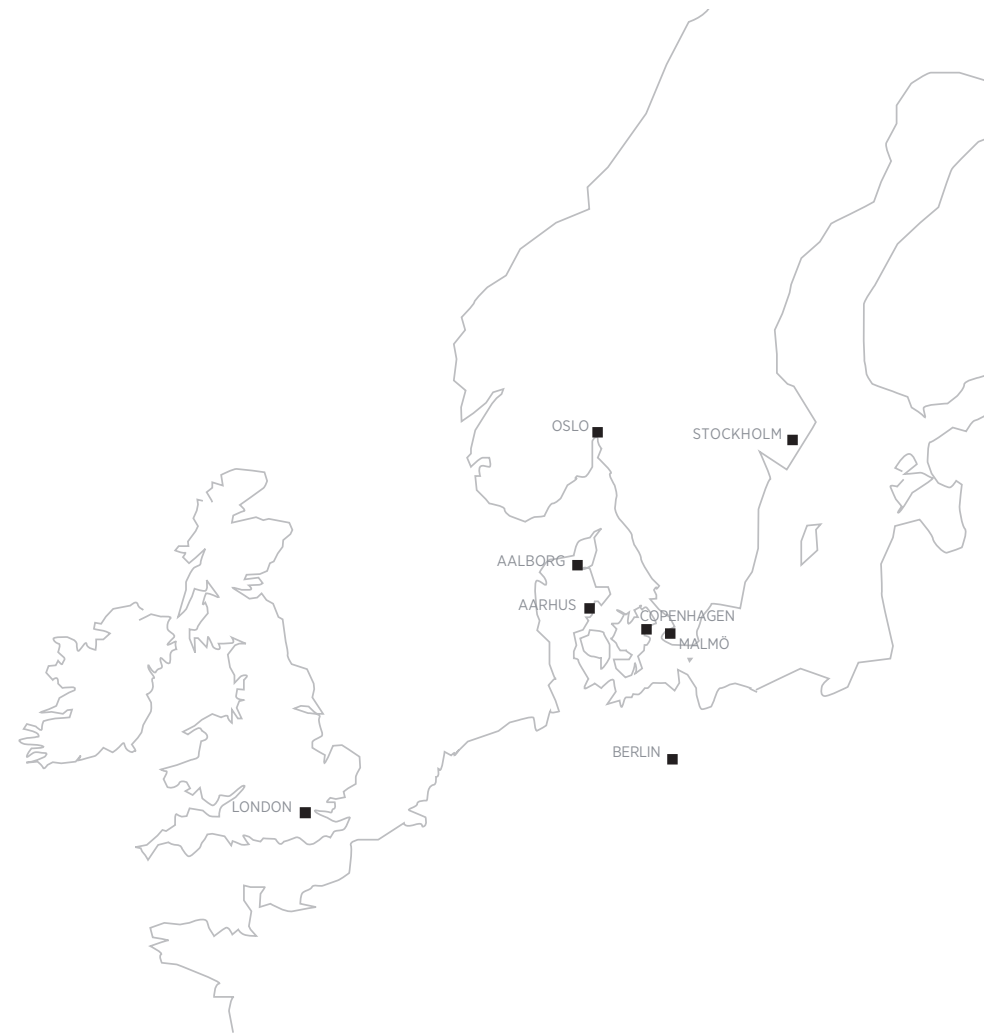 OSLO
STOCKHOLM
AALBORG
AARHUS
COPENHAGEN
MALMÖ
BERLIN
LONDON